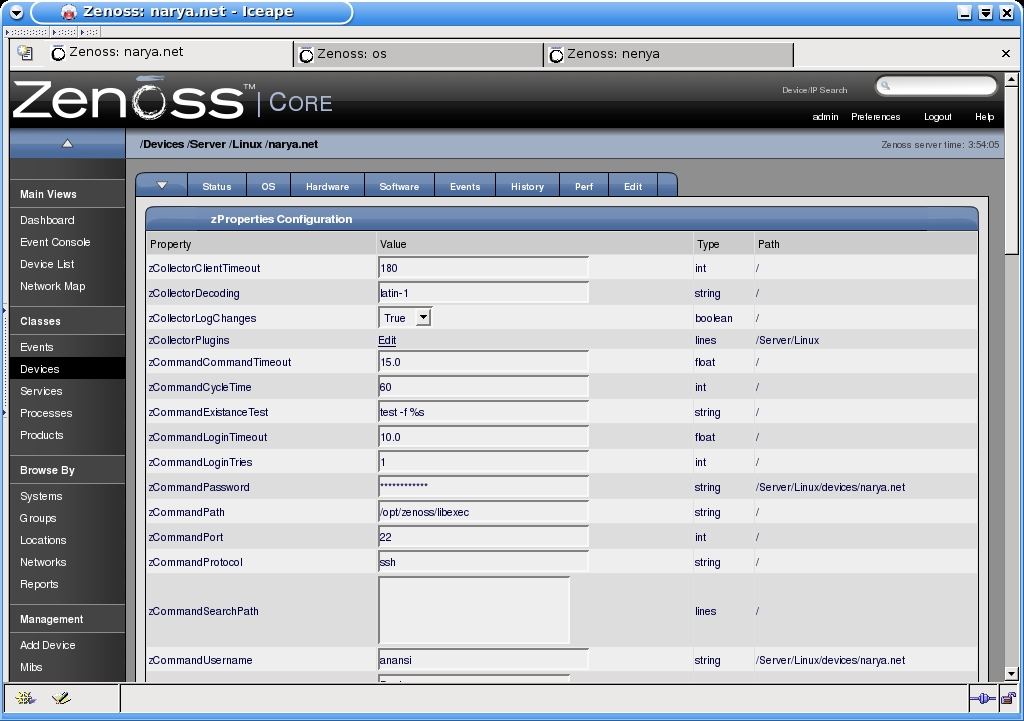 Zenoss: narya.net - Iceape
Zenoss: narya.net Zenoss: os Zenoss: nenya
Zenoss™ | CORE
Device/IP Search
admin Preferences Logout Help
/Devices /Server /Linux /narya.net
Zenoss server time: 3:54:05
Main Views
Dashboard
Event Console
Device List
Network Map
Classes
Events
Devices
Services
Processes
Products
Browse By
Systems
Groups
Locations
Networks
Reports
Management
Add Device
Mibs
Status OS Hardware Software Events History Perf Edit
zProperties Configuration
Property Value Type Path
zCollectorClientTimeout 180 int /
zCollectorDecoding latin-1 string /
zCollectorLogChanges True boolean /
zCollectorPlugins Edit lines /Server/Linux
zCommandCommandTimeout 15.0 float /
zCommandCycleTime 60 int /
zCommandExistanceTest test -f %s string /
zCommandLoginTimeout 10.0 float /
zCommandLoginTries 1 int /
zCommandPassword ************ string /Server/Linux/devices/narya.net
zCommandPath /opt/zenoss/libexec string /
zCommandPort 22 int /
zCommandProtocol ssh string /
zCommandSearchPath lines /
zCommandUsername anansi string /Server/Linux/devices/narya.net